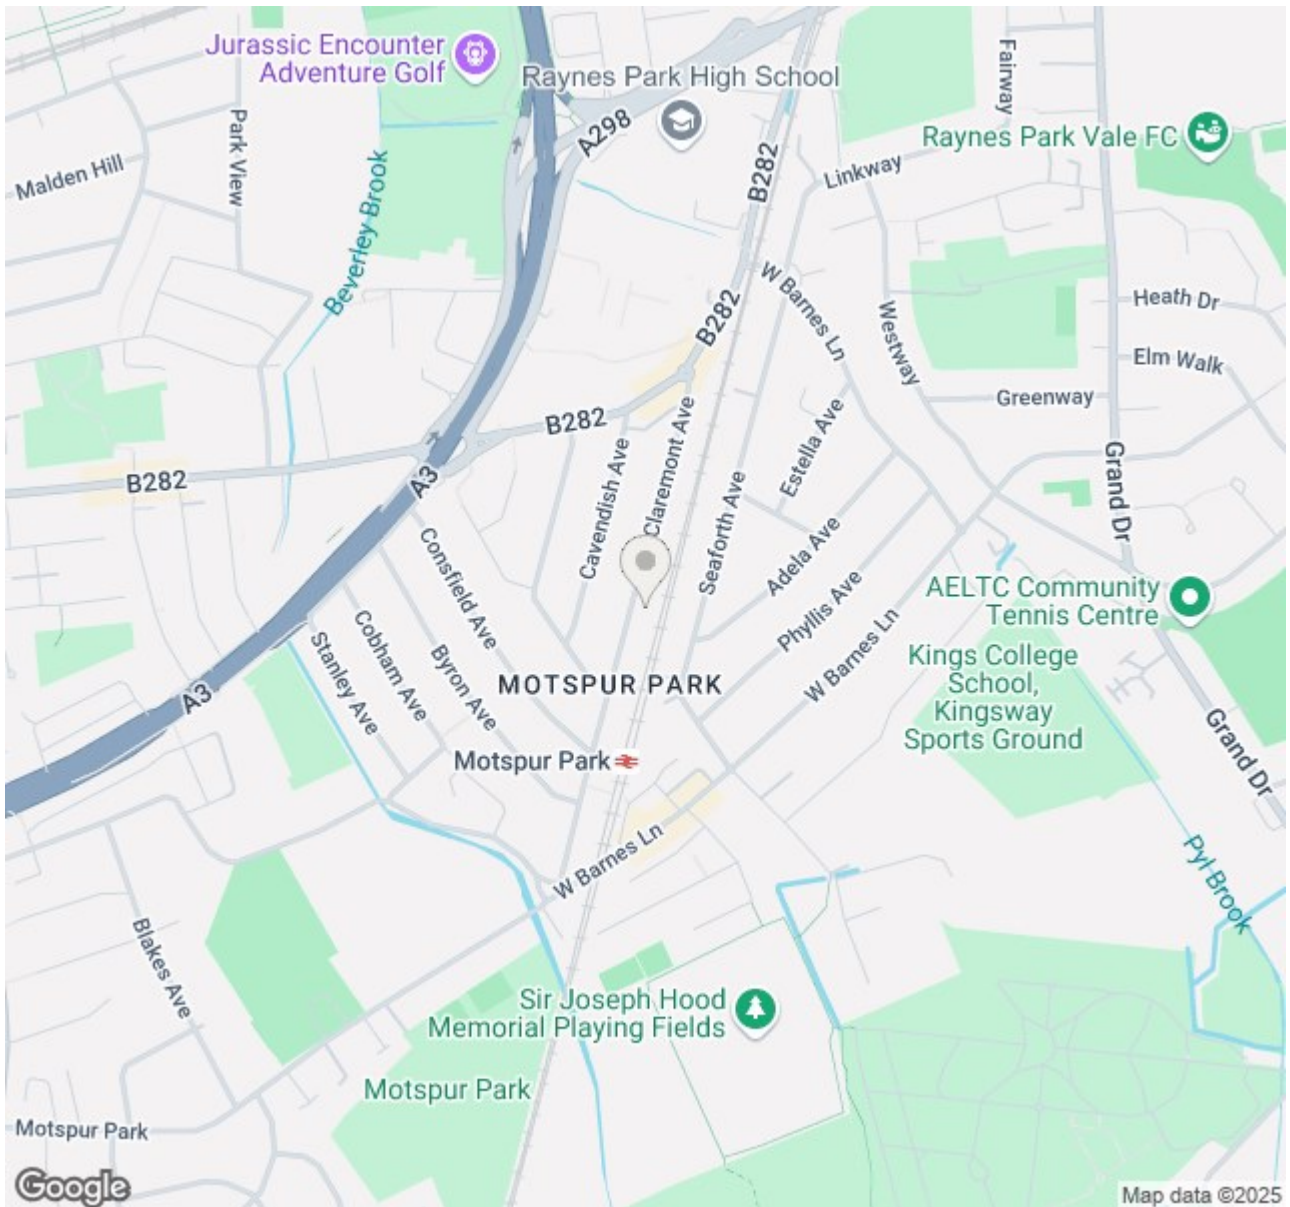 Jurassic Encounter
Adventure Golf
Raynes Park High School
Fairway
Park View
A298
Raynes Park Vale FC
Malden Hill
B282
Linkway
Beverley Brook
W Barnes Ln
Heath Dr
B282
Westway
Elm Walk
Greenway
B282
Claremont Ave
Estella Ave
Cavendish Ave
B282
A3
Grand Dr
Seaforth Ave
Consfield Ave
Adela Ave
AELTC Community
Tennis Centre
Phyllis Ave
Cobham Ave
Stanley Ave
Byron Ave
W Barnes Ln
MOTSPUR PARK
Kings College
School,
Kingsway
Sports Ground
A3
Grand Dr
Motspur Park
W Barnes Ln
Pyl Brook
Blakes Ave
Sir Joseph Hood
Memorial Playing Fields
Motspur Park
Motspur Park
Google
Map data ©2025